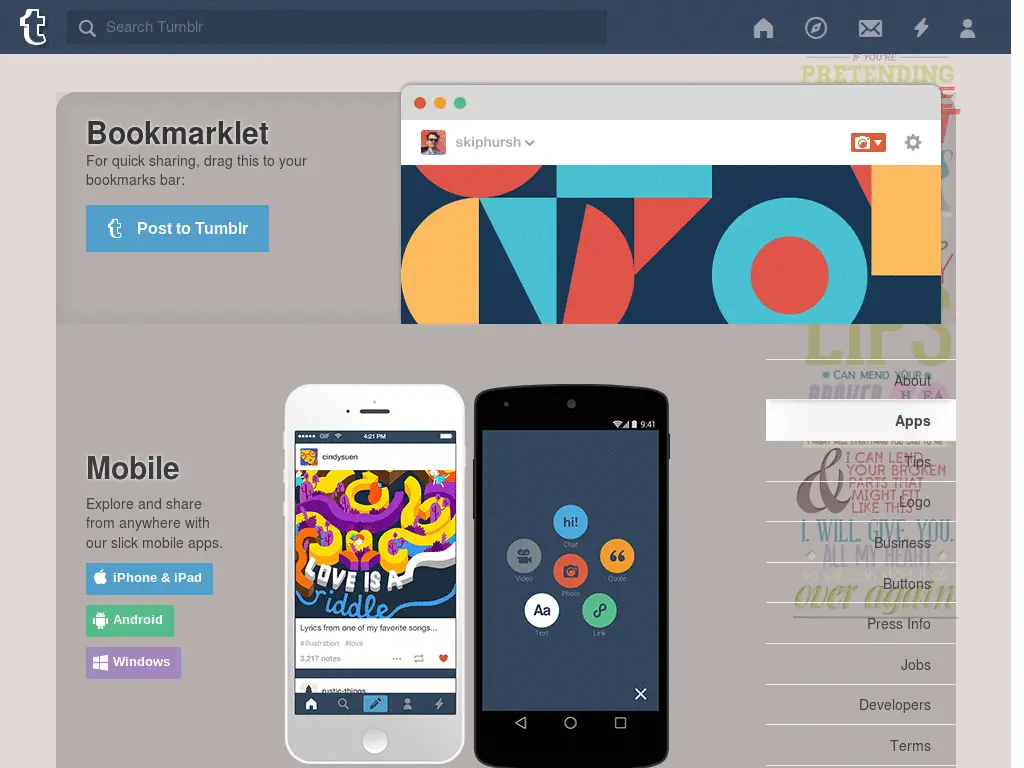 Search Tumblr
IF YOU'RE
PRETENDING
Bookmarklet
For quick sharing, drag this to your
bookmarks bar:
Post to Tumblr
skiphursh
LIPS
CAN MEND YOUR
BROKEN HEA
About
Apps
Tips
Logo
Business
Buttons
Press Info
Jobs
Developers
Terms
& I CAN LEND
YOUR BROKEN
PARTS THAT
MIGHT FIT
LIKE THIS
I WILL GIVE YOU
ALL MY HEART
over again
Mobile
Explore and share
from anywhere with
our slick mobile apps.
iPhone & iPad
Android
Windows
GIF 4:21 PM
cindysuen
LOVE IS A
riddle
Lyrics from one of my favorite songs...
#illustration #love
3,217 notes
rustic-things
9:41
hi!
Chat
Video
Quote
Photo
Aa
Text
Link